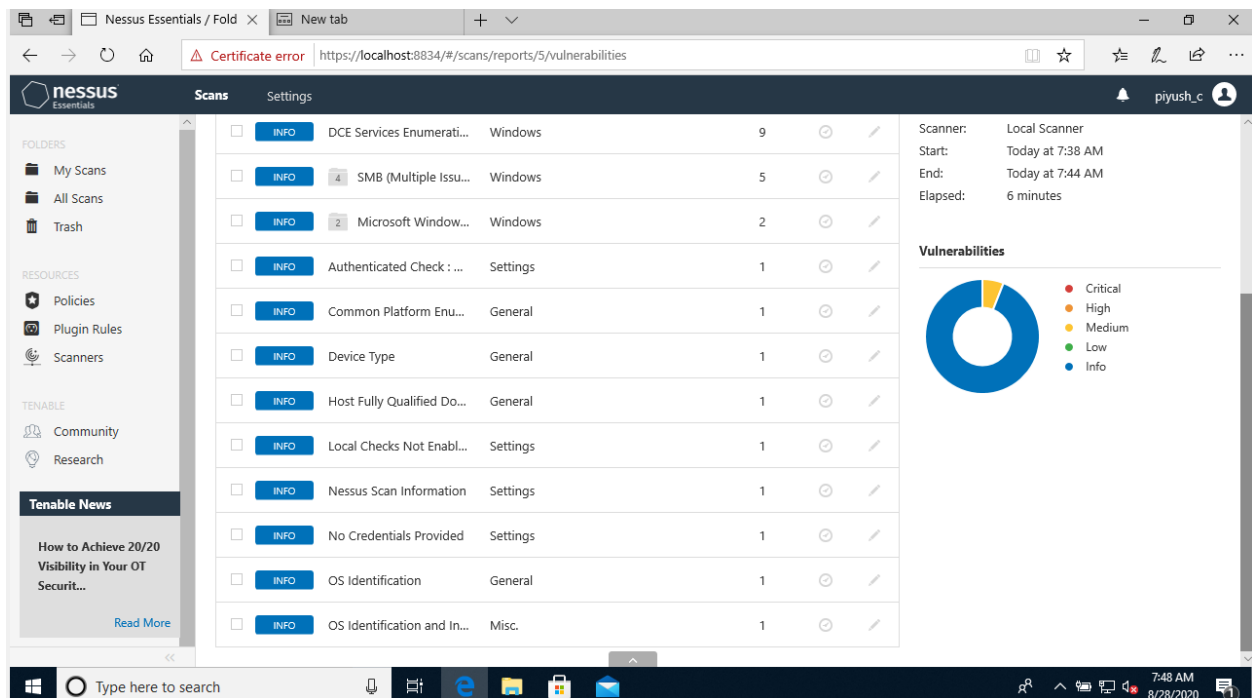 Nessus Essentials / Fold
New tab
Certificate error https://localhost:8834/#/scans/reports/5/vulnerabilities
nessus
Essentials
Scans Settings
piyush_c
FOLDERS
My Scans
All Scans
Trash
RESOURCES
Policies
Plugin Rules
Scanners
TENABLE
Community
Research
Tenable News
How to Achieve 20/20
Visibility in Your OT
Securit...
Read More
INFO DCE Services Enumerati... Windows 9
INFO 4 SMB (Multiple Issu... Windows 5
INFO 2 Microsoft Window... Windows 2
INFO Authenticated Check : ... Settings 1
INFO Common Platform Enu... General 1
INFO Device Type General 1
INFO Host Fully Qualified Do... General 1
INFO Local Checks Not Enabl... Settings 1
INFO Nessus Scan Information Settings 1
INFO No Credentials Provided Settings 1
INFO OS Identification General 1
INFO OS Identification and In... Misc. 1
Scanner: Local Scanner
Start: Today at 7:38 AM
End: Today at 7:44 AM
Elapsed: 6 minutes
Vulnerabilities
Critical
High
Medium
Low
Info
Type here to search
7:48 AM
8/28/2020
1